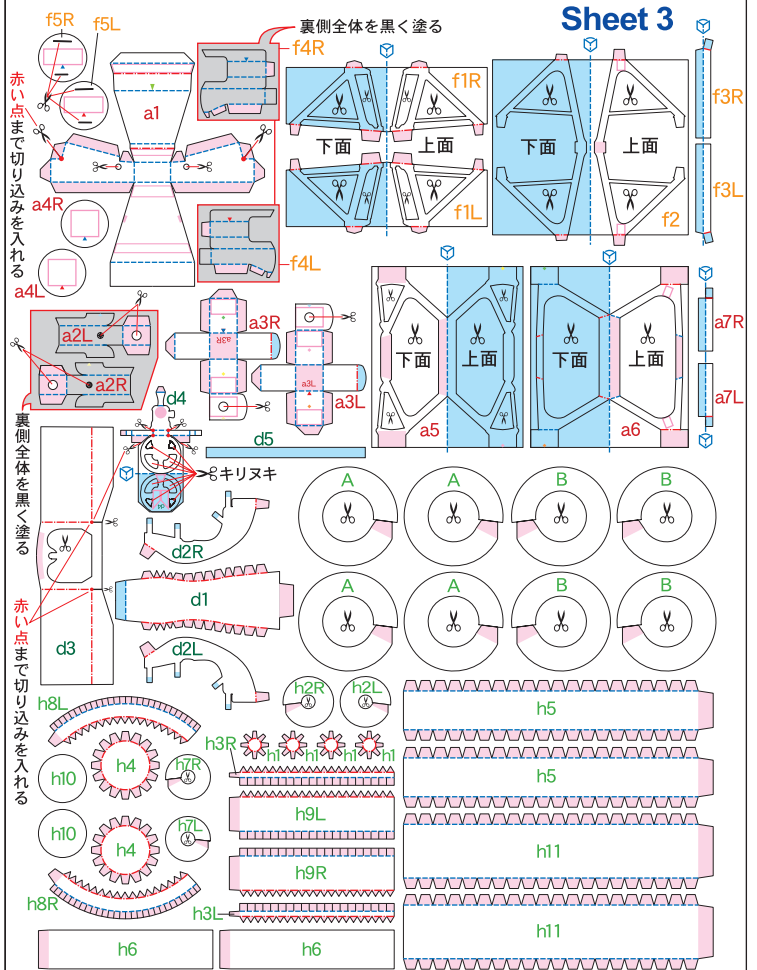 Sheet 3
f5R
f5L
裏側全体を黒く塗る
f4R
赤い点まで切り込みを入れる
a1
f1R
下面
上面
f1L
下面
上面
f2
f3R
f3L
a4R
a4L
f4L
a2L
a2R
a3R
a3R
a3L
a3L
下面
上面
a5
下面
上面
a6
a7R
a7L
裏側全体を黒く塗る
d4
d5
キリヌキ
A
A
B
B
d2R
d1
d2L
d3
A
A
B
B
赤い点まで切り込みを入れる
h8L
h2R
h2L
h5
h3R
h1
h1
h1
h1
h4
h7R
h10
h5
h9L
h10
h4
h7L
h11
h9R
h8R
h3L
h11
h6
h6